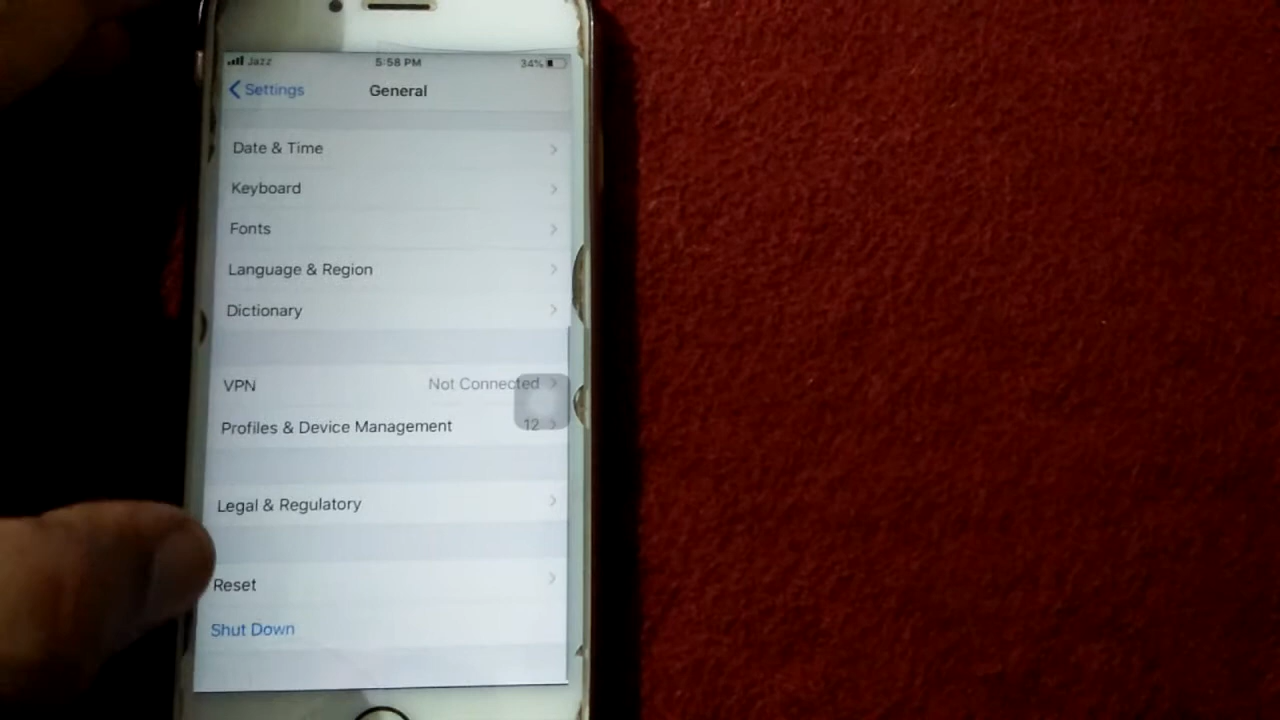 Jazz 5:58 PM 34%
Settings General
Date & Time
Keyboard
Fonts
Language & Region
Dictionary
VPN Not Connected
Profiles & Device Management 12
Legal & Regulatory
Reset
Shut Down